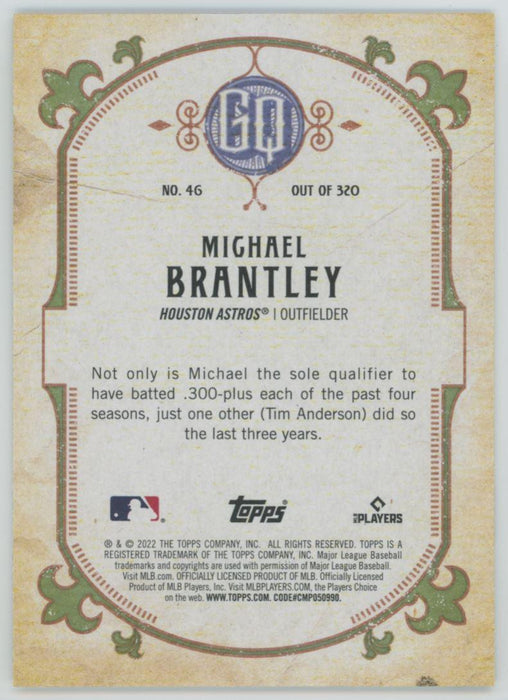 GQ
NO. 46 OUT OF 320
MICHAEL
BRANTLEY
HOUSTON ASTROS® | OUTFIELDER
Not only is Michael the sole qualifier to
have batted .300-plus each of the past four
seasons, just one other (Tim Anderson) did so
the last three years.
topps MLB PLAYERS
® & © 2022 THE TOPPS COMPANY, INC. ALL RIGHTS RESERVED. TOPPS IS A
REGISTERED TRADEMARK OF THE TOPPS COMPANY, INC. Major League Baseball
trademarks and copyrights are used with permission of Major League Baseball.
Visit MLB.com. OFFICIALLY LICENSED PRODUCT OF MLB. Officially Licensed
Product of MLB Players, Inc. Visit MLBPLAYERS.COM, the Players Choice
on the web. WWW.TOPPS.COM. CODE#CMP050990.